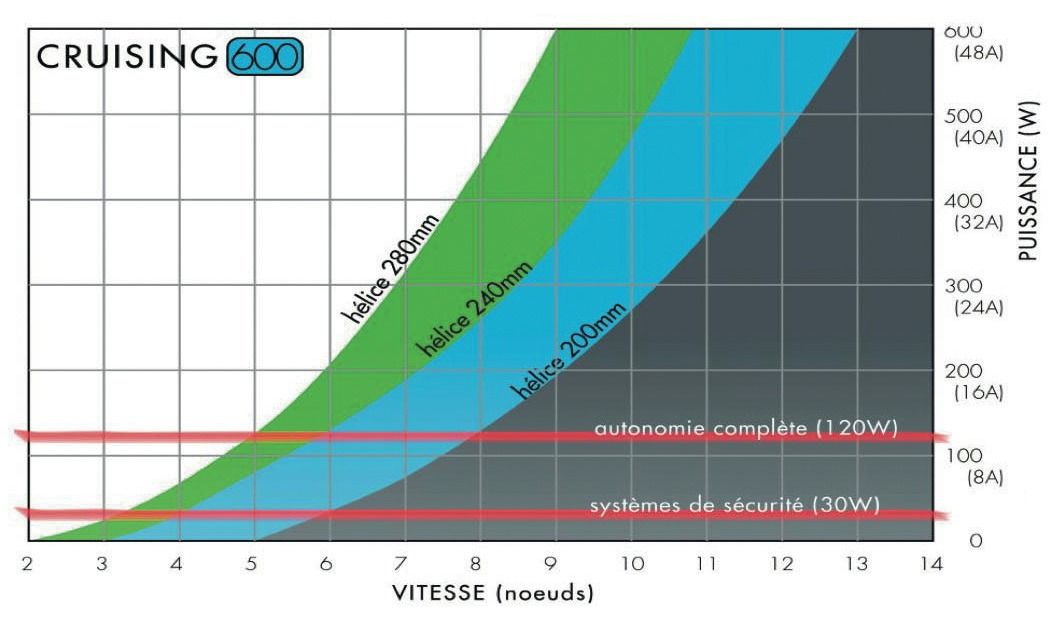 CRUISING 600
600
(48A)
500
(40A)
400
(32A)
300
(24A)
200
(16A)
100
(8A)
0
PUISSANCE (W)
hélice 280mm
hélice 240mm
hélice 200mm
autonomie complète (120W)
systèmes de sécurité (30W)
2 3 4 5 6 7 8 9 10 11 12 13 14
VITESSE (noeuds)